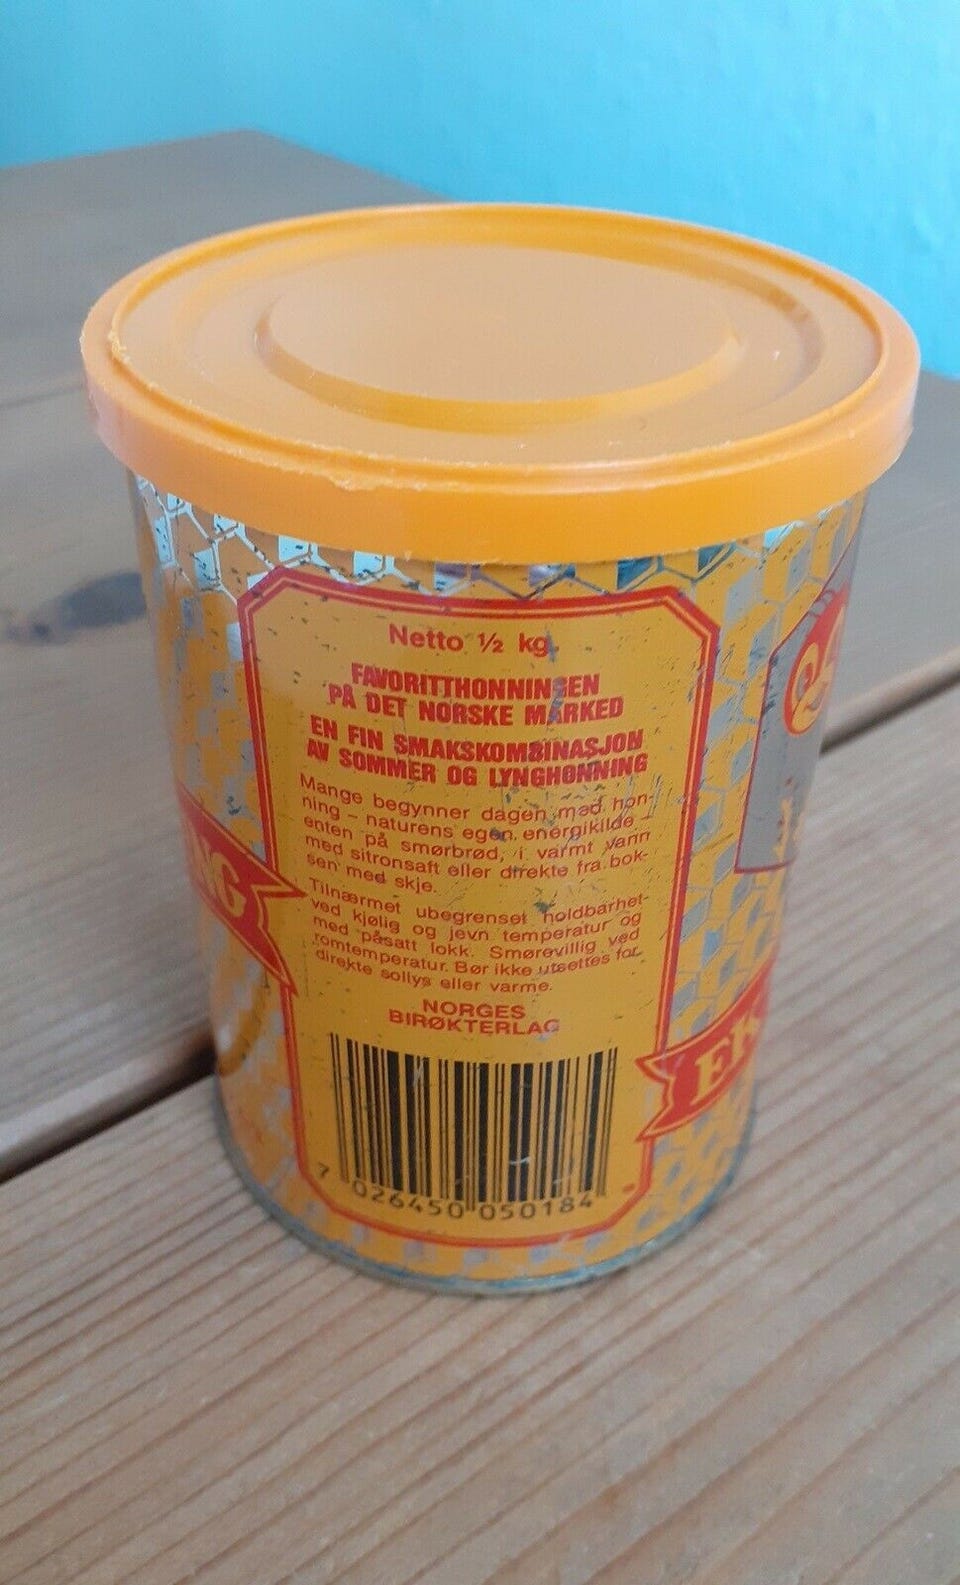 Netto ½ kg.
FAVORITTHONNINGEN
PÅ DET NORSKE MARKED
EN FIN SMAKSKOMBINASJON
AV SOMMER OG LYNGHONNING
Mange begynner dagen med hon-
ning – naturens egen energikilde –
enten på smørbrød, i varmt vann
med sitronsaft eller direkte fra bok-
sen med skje.
Tilnærmet ubegrenset holdbarhet
ved kjølig og jevn temperatur og
med påsatt lokk. Smørevillig ved
romtemperatur. Bør ikke utsettes for
direkte sollys eller varme.
NORGES
BIRØKTERLAG
7 026450 050184
NG
EK